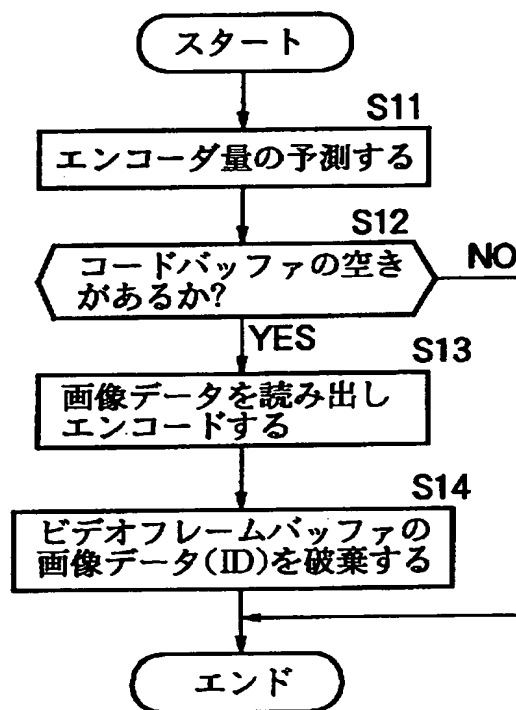 スタート
S11
エンコーダ量の予測する
S12
コードバッファの空き
があるか?
NO
YES
S13
画像データを読み出し
エンコードする
S14
ビデオフレームバッファの
画像データ(ID)を破棄する
エンド